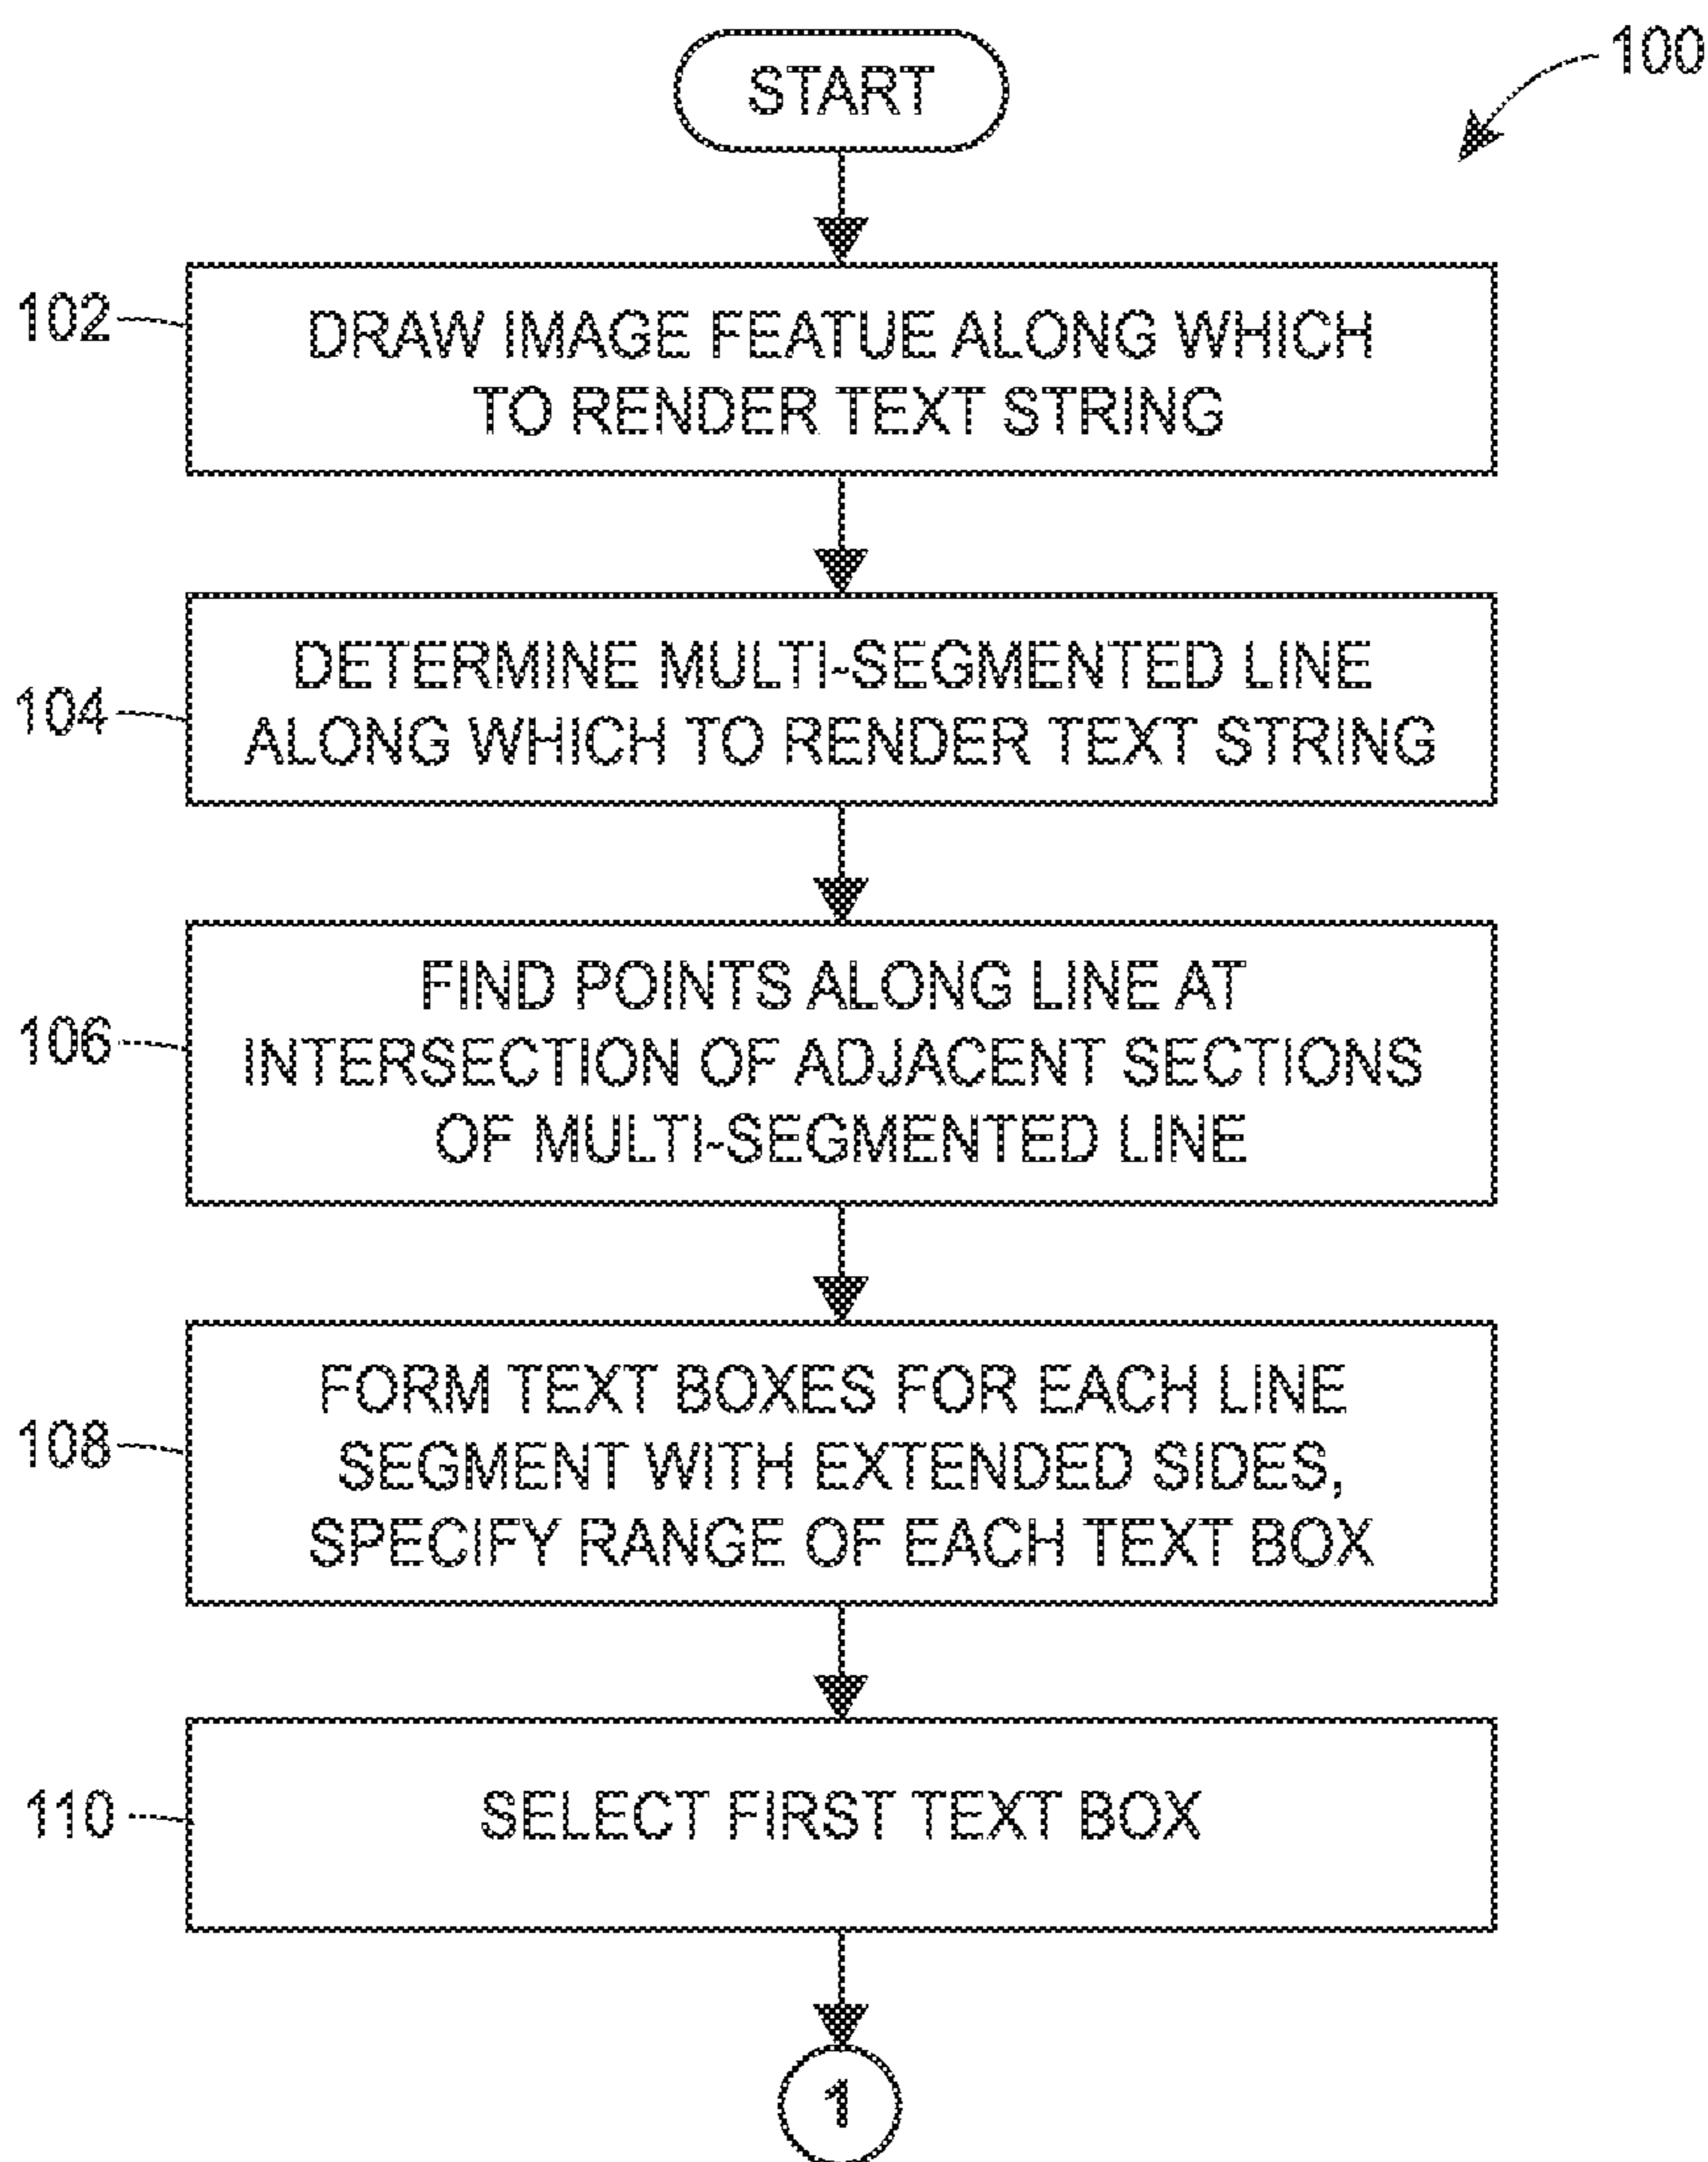 START
100
102
DRAW IMAGE FEATUE ALONG WHICH
TO RENDER TEXT STRING
104
DETERMINE MULTI-SEGMENTED LINE
ALONG WHICH TO RENDER TEXT STRING
106
FIND POINTS ALONG LINE AT
INTERSECTION OF ADJACENT SECTIONS
OF MULTI-SEGMENTED LINE
108
FORM TEXT BOXES FOR EACH LINE
SEGMENT WITH EXTENDED SIDES,
SPECIFY RANGE OF EACH TEXT BOX
110
SELECT FIRST TEXT BOX
1